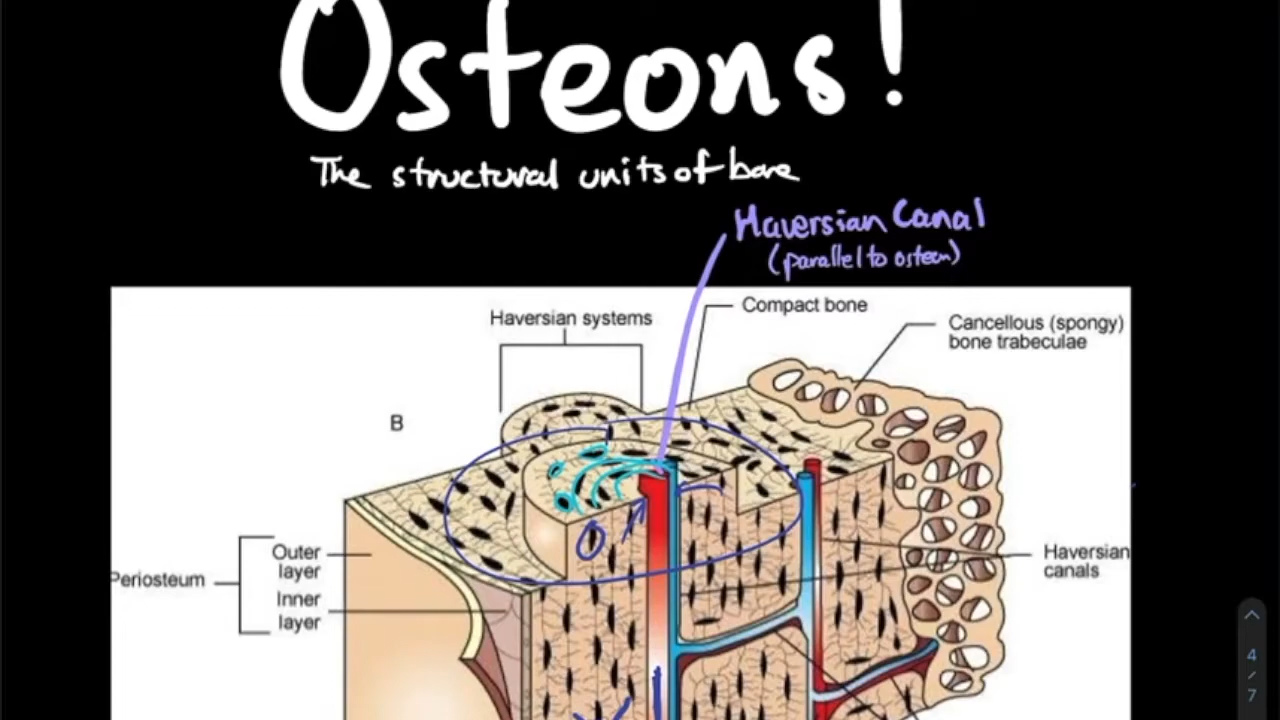 Osteons!
The structural units of bone
Haversian Canal
(parallel to osteon)
Haversian systems
Compact bone
Cancellous (spongy)
bone trabeculae
B
Periosteum
Outer
layer
Inner
layer
Haversian
canals
4
/
7